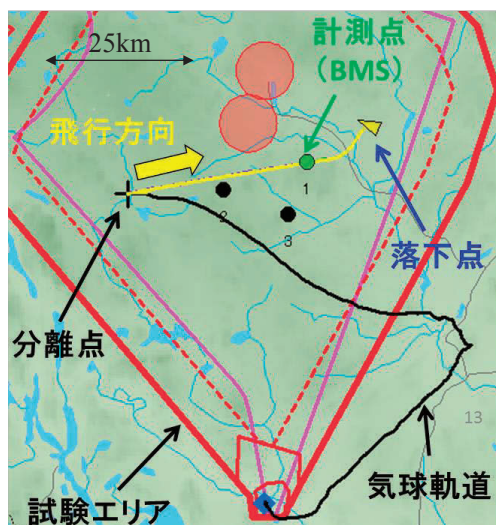 25km
計測点
（BMS）
飛行方向
1
2
3
落下点
分離点
13
気球軌道
試験エリア